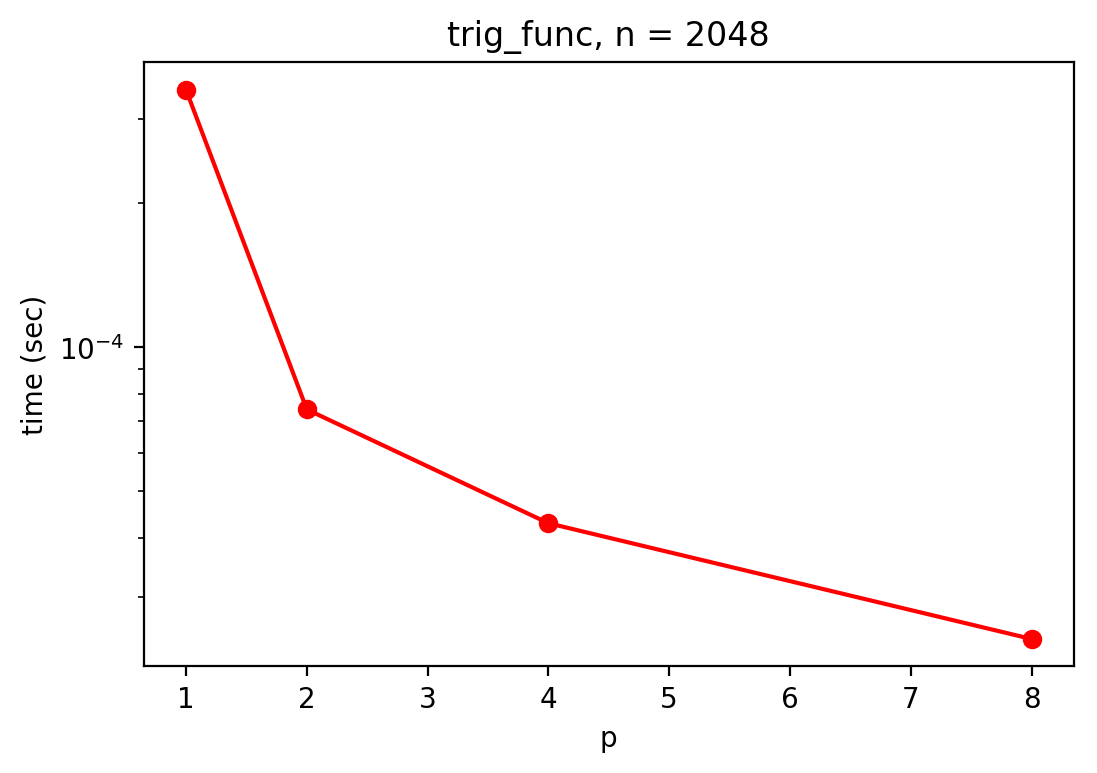 trig_func, n = 2048
time (sec)
10⁻⁴
1 2 3 4 5 6 7 8
p